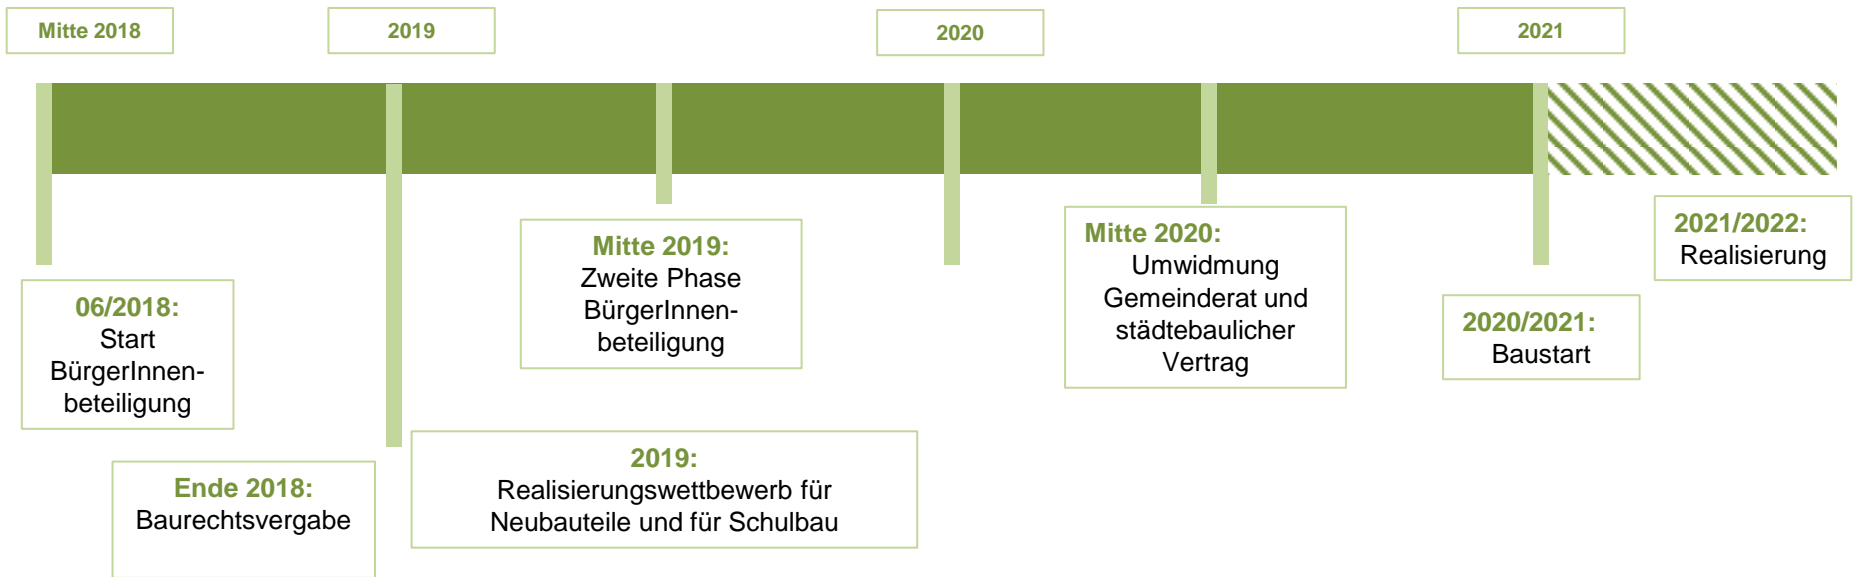 Mitte 2018
2019
2020
2021
06/2018:
Start
BürgerInnen-
beteiligung
Ende 2018:
Baurechtsvergabe
Mitte 2019:
Zweite Phase
BürgerInnen-
beteiligung
2019:
Realisierungswettbewerb für
Neubauteile und für Schulbau
Mitte 2020:
Umwidmung
Gemeinderat und
städtebaulicher
Vertrag
2020/2021:
Baustart
2021/2022:
Realisierung